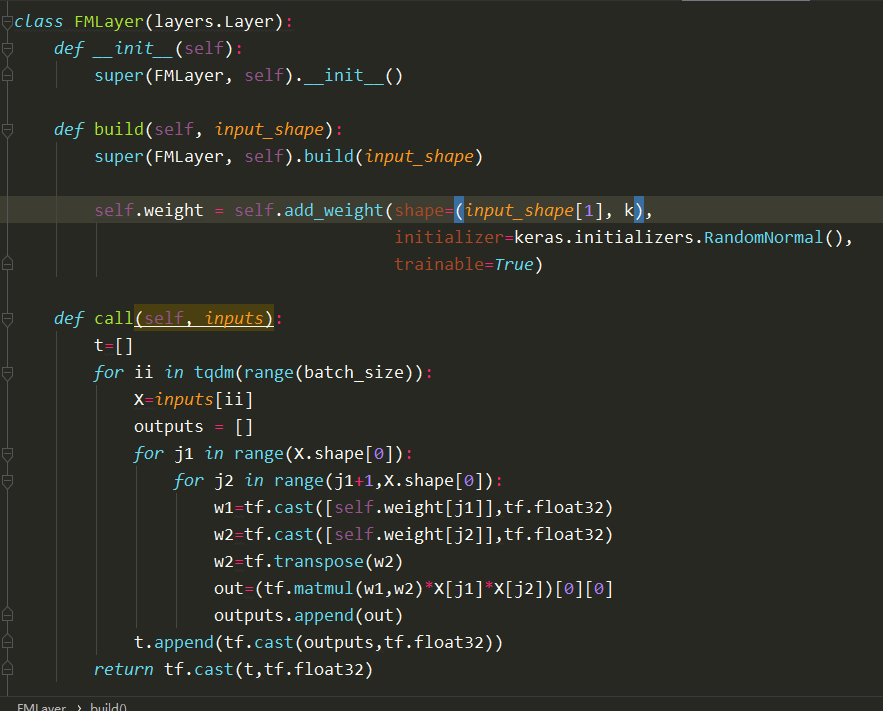 class FMLayer(layers.Layer):
    def __init__(self):
        super(FMLayer, self).__init__()

    def build(self, input_shape):
        super(FMLayer, self).build(input_shape)

        self.weight = self.add_weight(shape=(input_shape[1], k),
                                      initializer=keras.initializers.RandomNormal(),
                                      trainable=True)

    def call(self, inputs):
        t=[]
        for ii in tqdm(range(batch_size)):
            X=inputs[ii]
            outputs = []
            for j1 in range(X.shape[0]):
                for j2 in range(j1+1,X.shape[0]):
                    w1=tf.cast([self.weight[j1]],tf.float32)
                    w2=tf.cast([self.weight[j2]],tf.float32)
                    w2=tf.transpose(w2)
                    out=(tf.matmul(w1,w2)*X[j1]*X[j2])[0][0]
                    outputs.append(out)
            t.append(tf.cast(outputs,tf.float32))
        return tf.cast(t,tf.float32)
FMLayer › build()